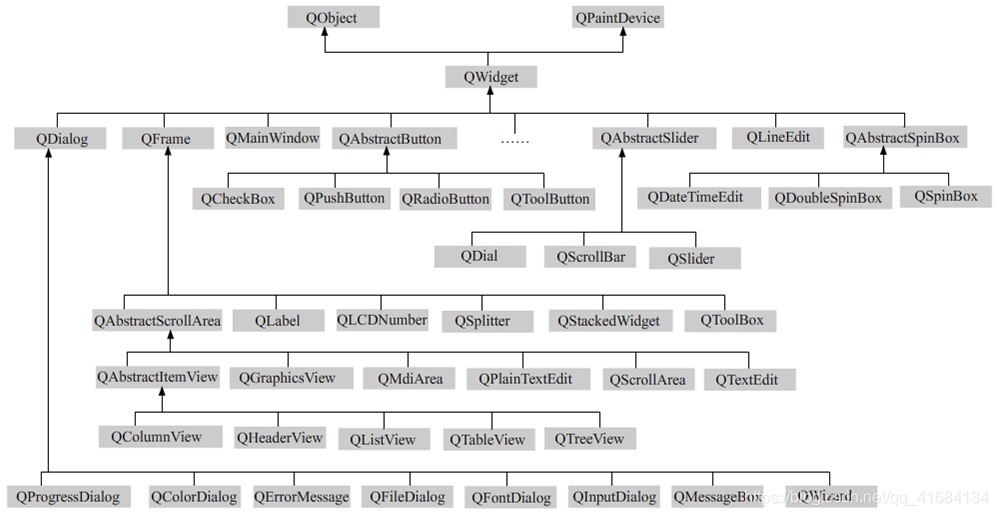 QObject QPaintDevice
QWidget
QDialog QFrame QMainWindow QAbstractButton ...... QAbstractSlider QLineEdit QAbstractSpinBox
QCheckBox QPushButton QRadioButton QToolButton QDateTimeEdit QDoubleSpinBox QSpinBox
QDial QScrollBar QSlider
QAbstractScrollArea QLabel QLCDNumber QSplitter QStackedWidget QToolBox
QAbstractItemView QGraphicsView QMdiArea QPlainTextEdit QScrollArea QTextEdit
QColumnView QHeaderView QListView QTableView QTreeView
QProgressDialog QColorDialog QErrorMessage QFileDialog QFontDialog QInputDialog QMessageBox QWizard
https://blog.csdn.net/qq_41684134